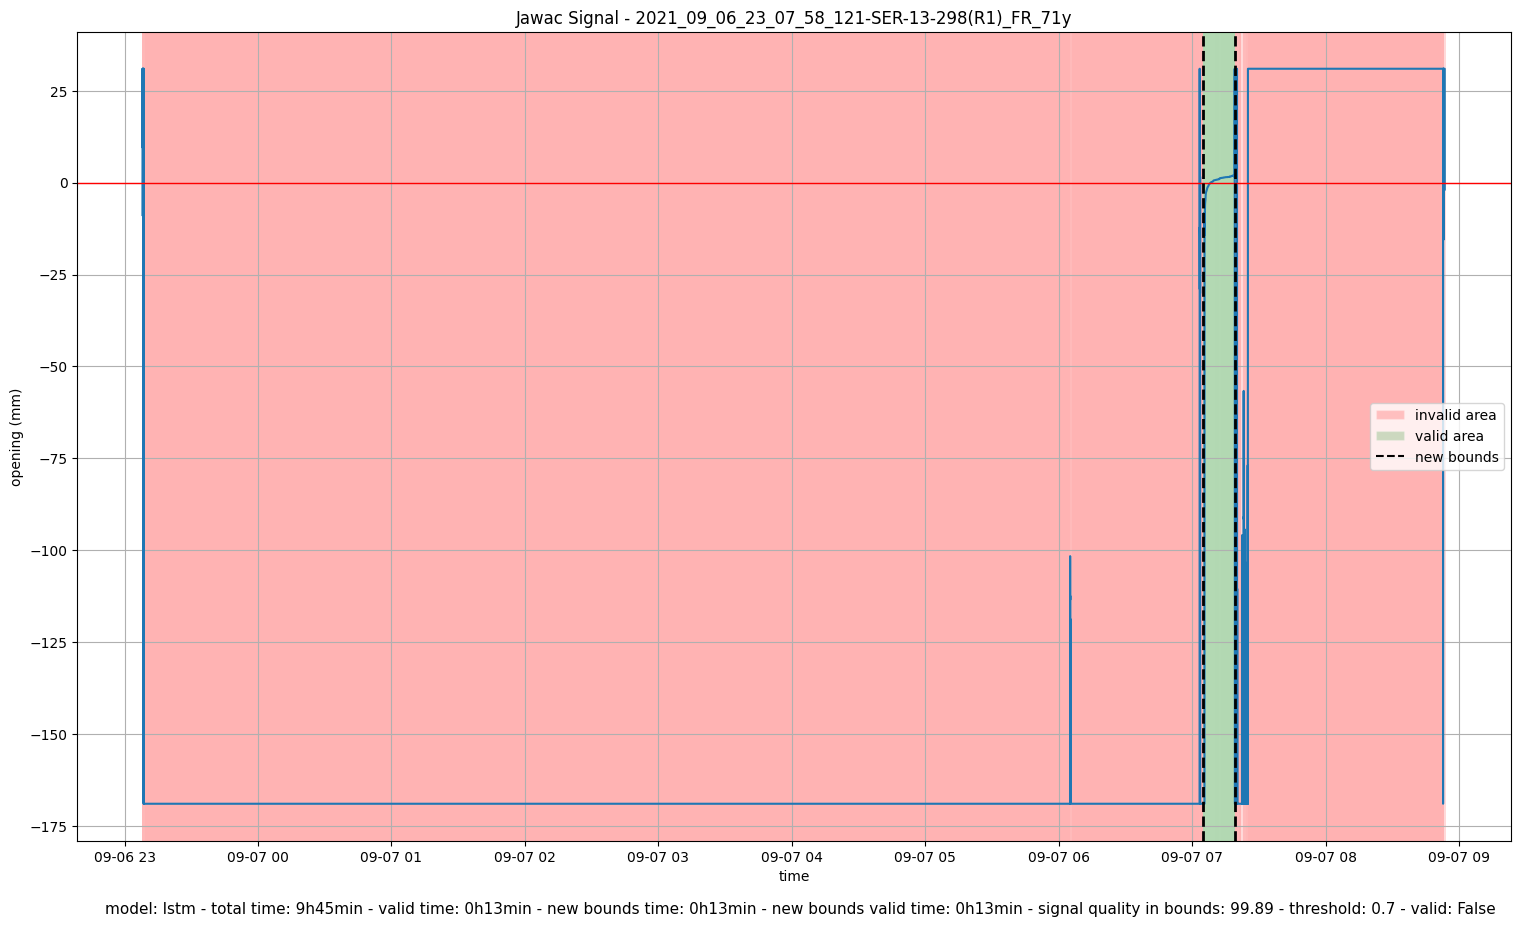 Jawac Signal - 2021_09_06_23_07_58_121-SER-13-298(R1)_FR_71y
25
0
−25
−50
−75
−100
−125
−150
−175
opening (mm)
invalid area
valid area
new bounds
09-06 23
09-07 00
09-07 01
09-07 02
09-07 03
09-07 04
09-07 05
09-07 06
09-07 07
09-07 08
09-07 09
time
model: lstm - total time: 9h45min - valid time: 0h13min - new bounds time: 0h13min - new bounds valid time: 0h13min - signal quality in bounds: 99.89 - threshold: 0.7 - valid: False